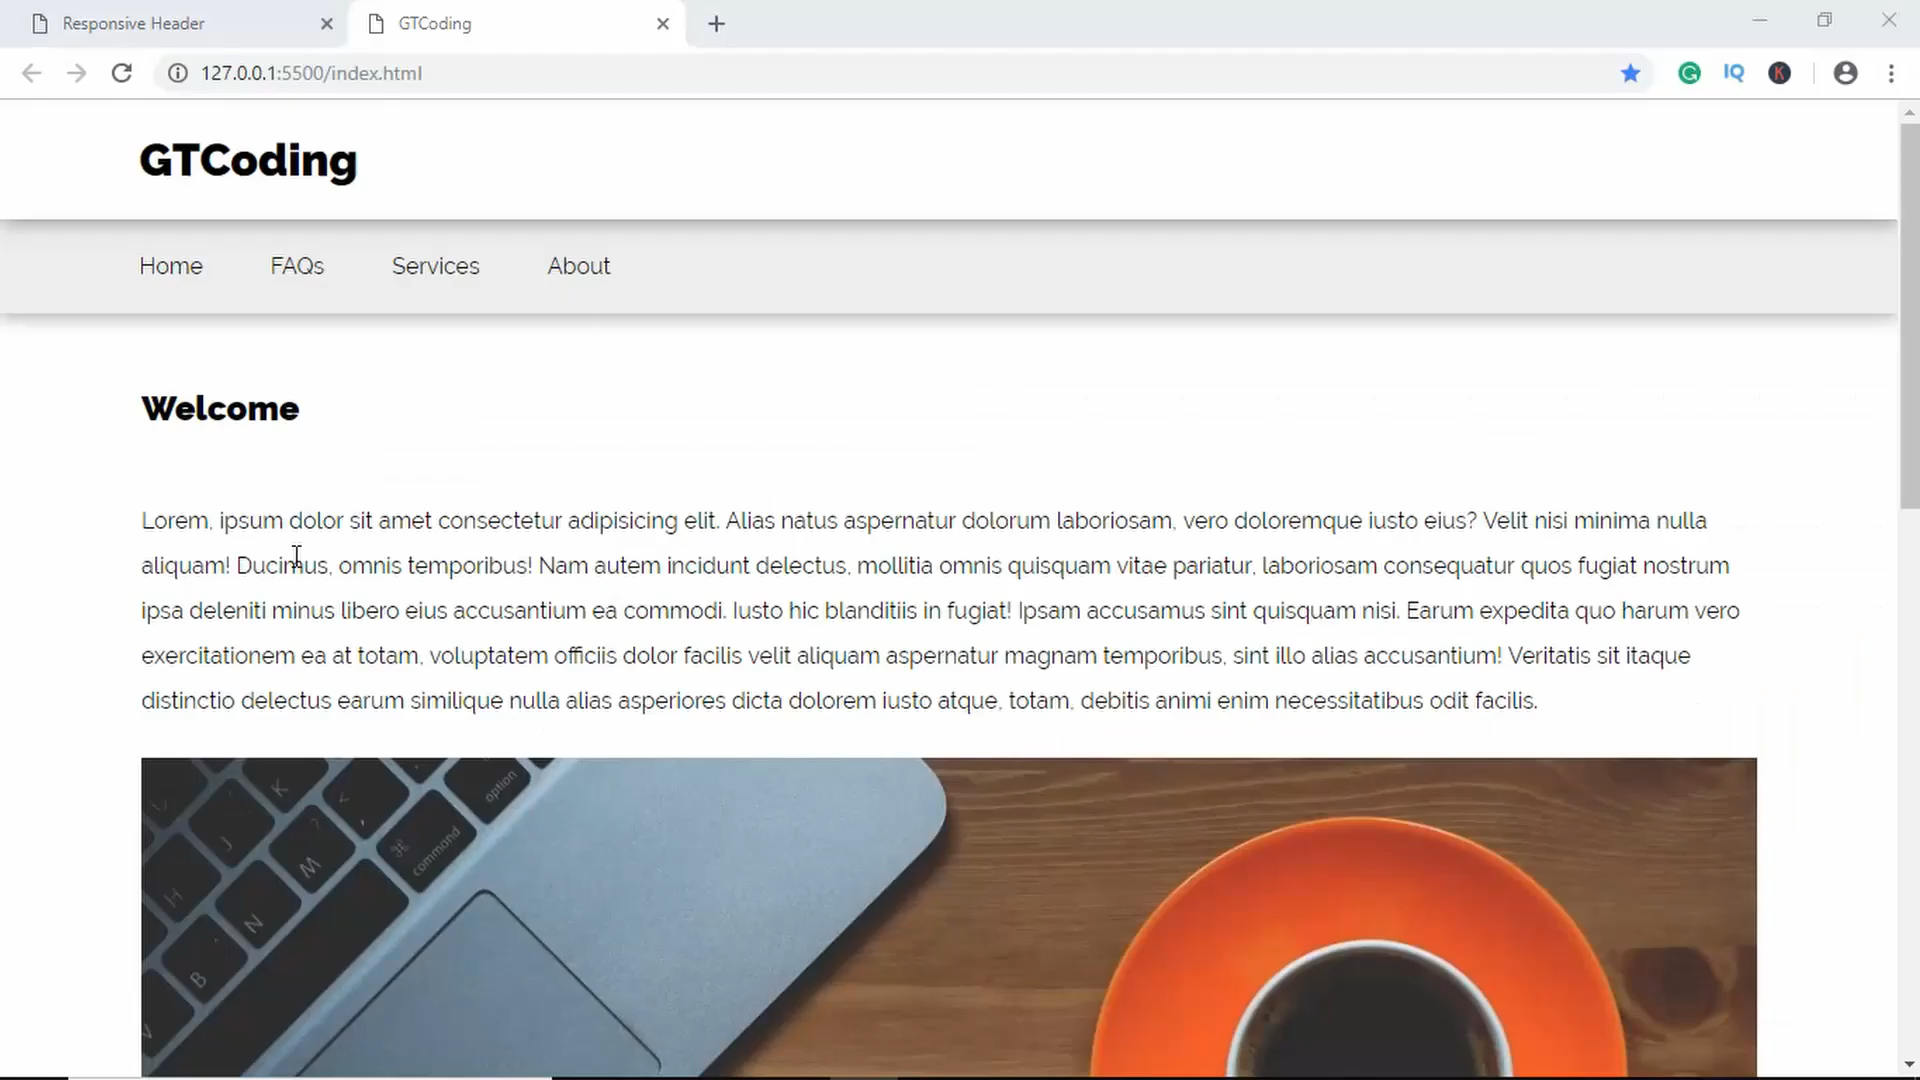 Responsive Header
GTCoding
127.0.0.1:5500/index.html
IQ
K
GTCoding
Home FAQs Services About
Welcome
Lorem, ipsum dolor sit amet consectetur adipisicing elit. Alias natus aspernatur dolorum laboriosam, vero doloremque iusto eius? Velit nisi minima nulla
aliquam! Ducimus, omnis temporibus! Nam autem incidunt delectus, mollitia omnis quisquam vitae pariatur, laboriosam consequatur quos fugiat nostrum
ipsa deleniti minus libero eius accusantium ea commodi. Iusto hic blanditiis in fugiat! Ipsam accusamus sint quisquam nisi. Earum expedita quo harum vero
exercitationem ea at totam, voluptatem officiis dolor facilis velit aliquam aspernatur magnam temporibus, sint illo alias accusantium! Veritatis sit itaque
distinctio delectus earum similique nulla alias asperiores dicta dolorem iusto atque, totam, debitis animi enim necessitatibus odit facilis.
K
<
option
J
?
M
⌘
command
H
N
B
V